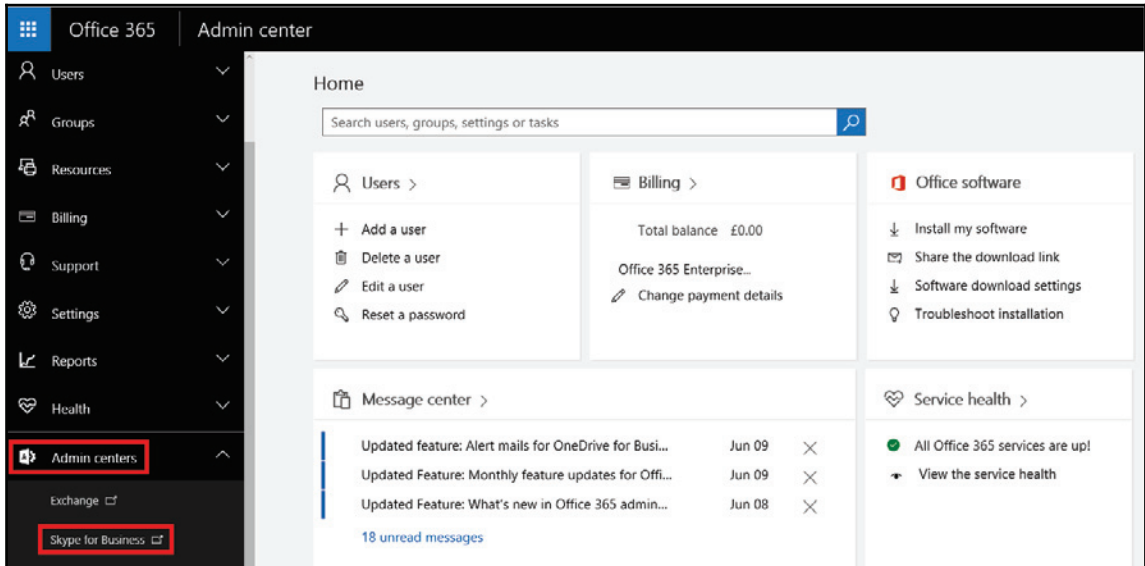 Office 365
Admin center
Users
Groups
Resources
Billing
Support
Settings
Reports
Health
Admin centers
Exchange
Skype for Business
Home
Search users, groups, settings or tasks
Users >
Add a user
Delete a user
Edit a user
Reset a password
Billing >
Total balance £0.00
Office 365 Enterprise...
Change payment details
Office software
Install my software
Share the download link
Software download settings
Troubleshoot installation
Message center >
Updated feature: Alert mails for OneDrive for Busi... Jun 09
Updated Feature: Monthly feature updates for Offi... Jun 09
Updated Feature: What's new in Office 365 admin... Jun 08
18 unread messages
Service health >
All Office 365 services are up!
View the service health